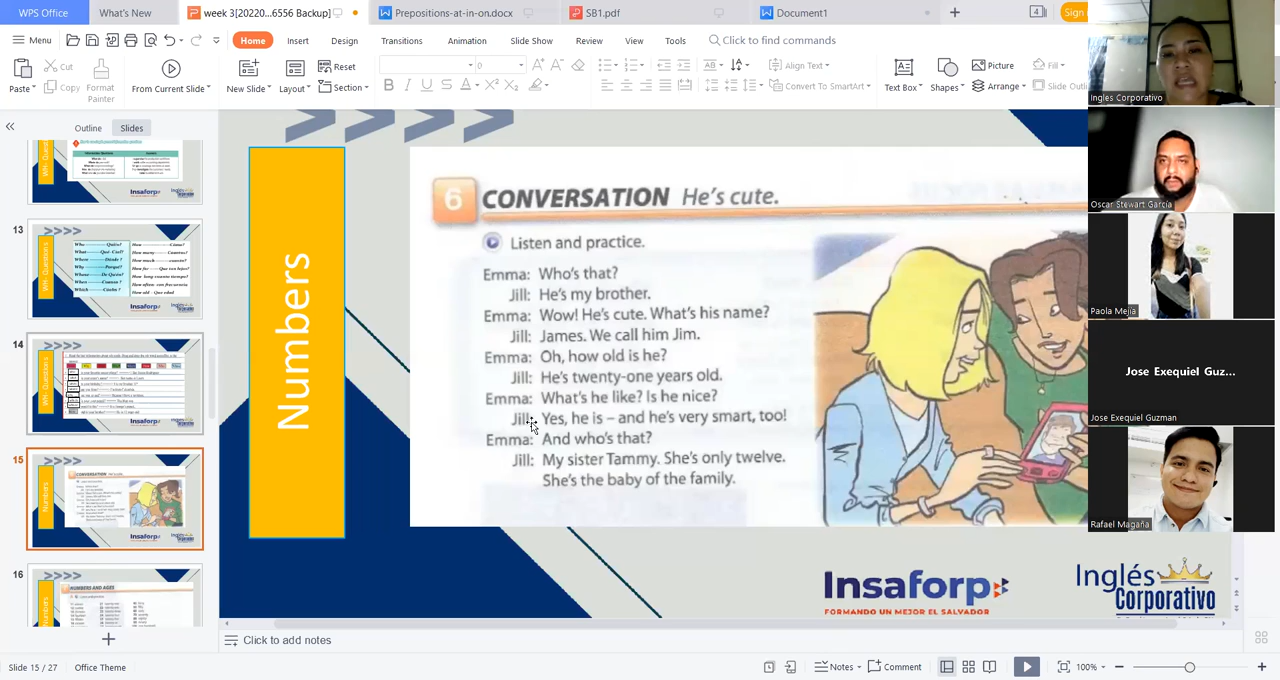 WPS Office
What's New
week 3[20220...6556 Backup]
Prepositions-at-in-on.docx
SB1.pdf
Document1
Sign
Menu
Home
Insert
Design
Transitions
Animation
Slide Show
Review
View
Tools
Click to find commands
Paste
Cut
Copy
Format
Painter
From Current Slide
New Slide
Layout
Reset
Section
0
Align Text
Convert To SmartArt
Text Box
Shapes
Picture
Arrange
Fill
Outline
Slides
13
14
15
16
Numbers
6 CONVERSATION He's cute.
Listen and practice.
Emma: Who's that?
Jill: He's my brother.
Emma: Wow! He's cute. What's his name?
Jill: James. We call him Jim.
Emma: Oh, how old is he?
Jill: He's twenty-one years old.
Emma: What's he like? Is he nice?
Jill: Yes, he is – and he's very smart, too!
Emma: And who's that?
Jill: My sister Tammy. She's only twelve.
She's the baby of the family.
Insaforp
FORMANDO UN MEJOR EL SALVADOR
Inglés
Corporativo
Ingles Corporativo
Oscar Stewart García
Paola Mejía
Jose Exequiel Guz...
Jose Exequiel Guzman
Rafael Magaña
Click to add notes
Slide 15 / 27
Office Theme
Notes
Comment
100%